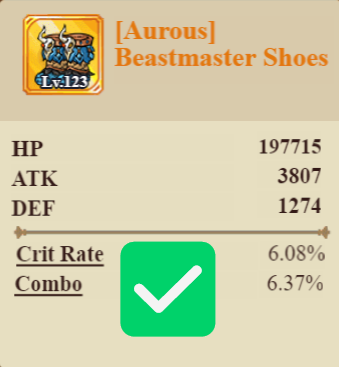 [Aurous]
Beastmaster Shoes
Lv.123
HP 197715
ATK 3807
DEF 1274
Crit Rate 6.08%
Combo 6.37%